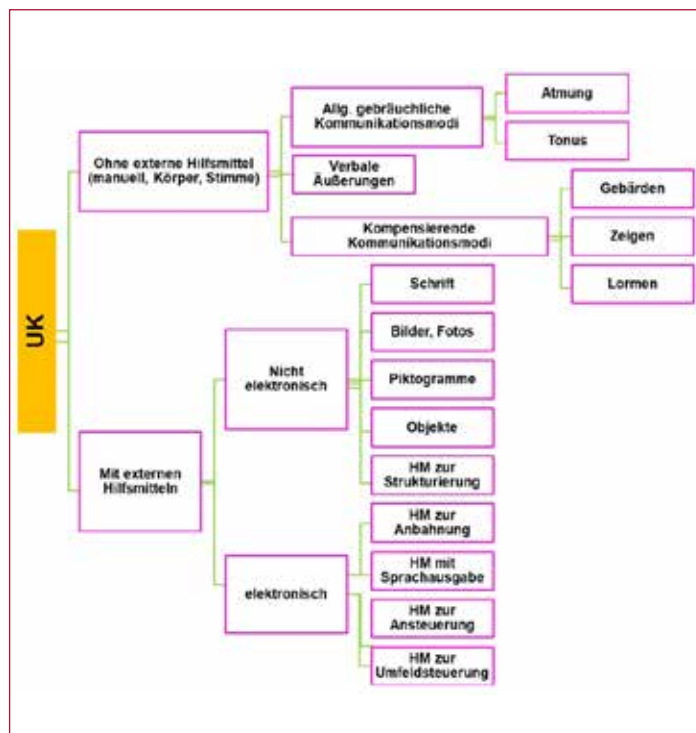 UK
Ohne externe Hilfsmittel
(manuell, Körper, Stimme)
Allg. gebräuchliche
Kommunikationsmodi
Atmung
Tonus
Verbale
Äußerungen
Kompensierende
Kommunikationsmodi
Gebärden
Zeigen
Lormen
Mit externen
Hilfsmitteln
Nicht
elektronisch
Schrift
Bilder, Fotos
Piktogramme
Objekte
HM zur
Strukturierung
elektronisch
HM zur
Anbahnung
HM mit
Sprachausgabe
HM zur
Ansteuerung
HM zur
Umfeldsteuerung